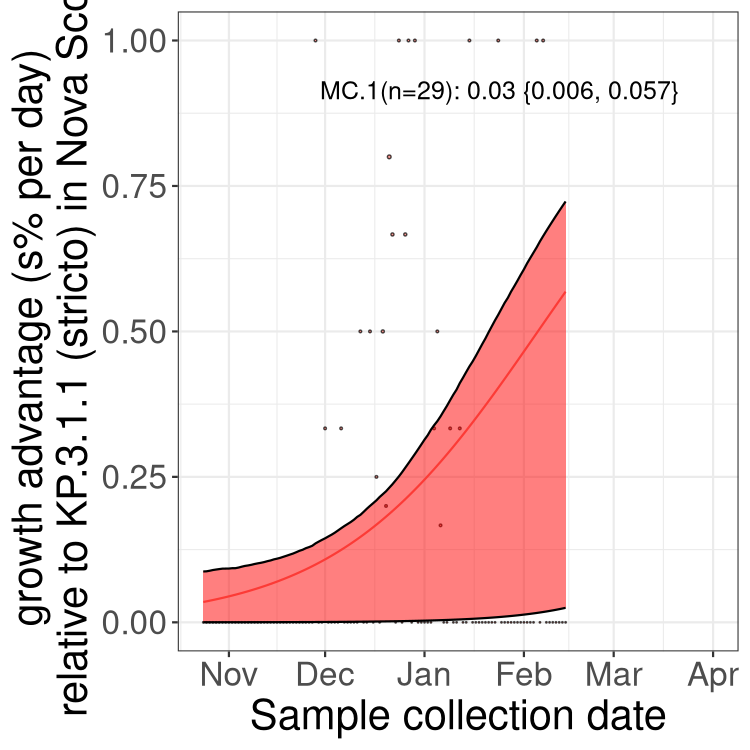 growth advantage (s% per day)
relative to KP.3.1.1 (stricto) in Nova
1.00
0.75
0.50
0.25
0.00
MC.1(n=29): 0.03 {0.006, 0.057}
Nov Dec Jan Feb Mar Apr
Sample collection date